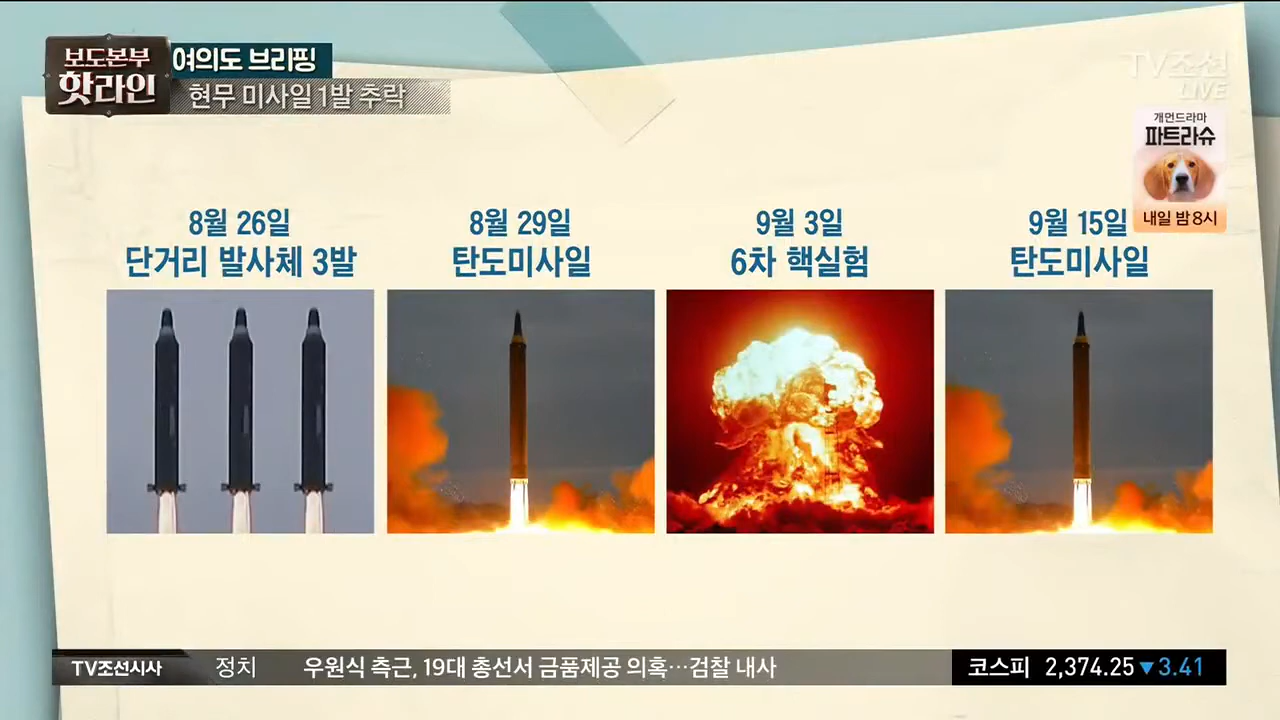 보도본부
핫라인
여의도 브리핑
현무 미사일 1발 추락
TV조선
LIVE
개먼드라마
파트라슈
내일 밤 8시
8월 26일
단거리 발사체 3발
8월 29일
탄도미사일
9월 3일
6차 핵실험
9월 15일
탄도미사일
TV조선시사 정치 우원식 측근, 19대 총선서 금품제공 의혹…검찰 내사
코스피 2,374.25▼3.41